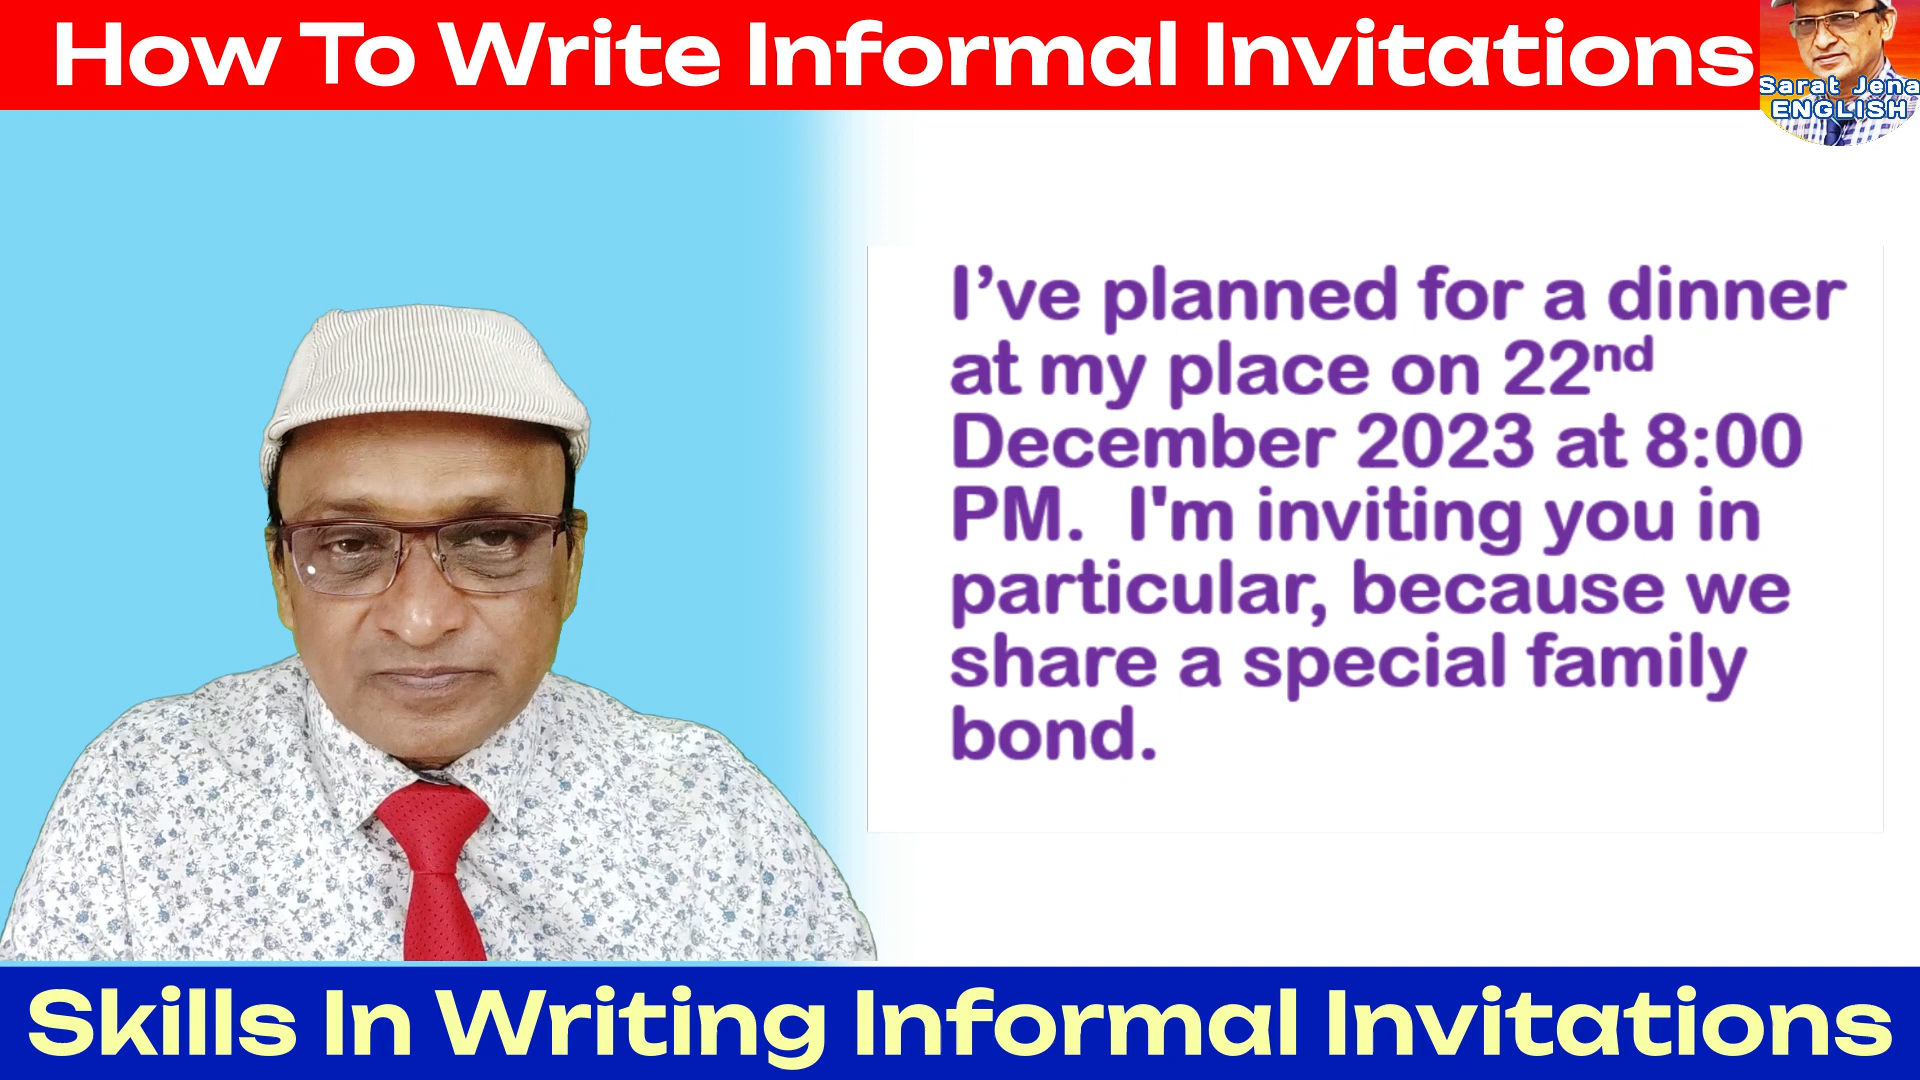 How To Write Informal Invitations
Sarat Jena
ENGLISH
I’ve planned for a dinner
at my place on 22nd
December 2023 at 8:00
PM.  I'm inviting you in
particular, because we
share a special family
bond.
Skills In Writing Informal Invitations